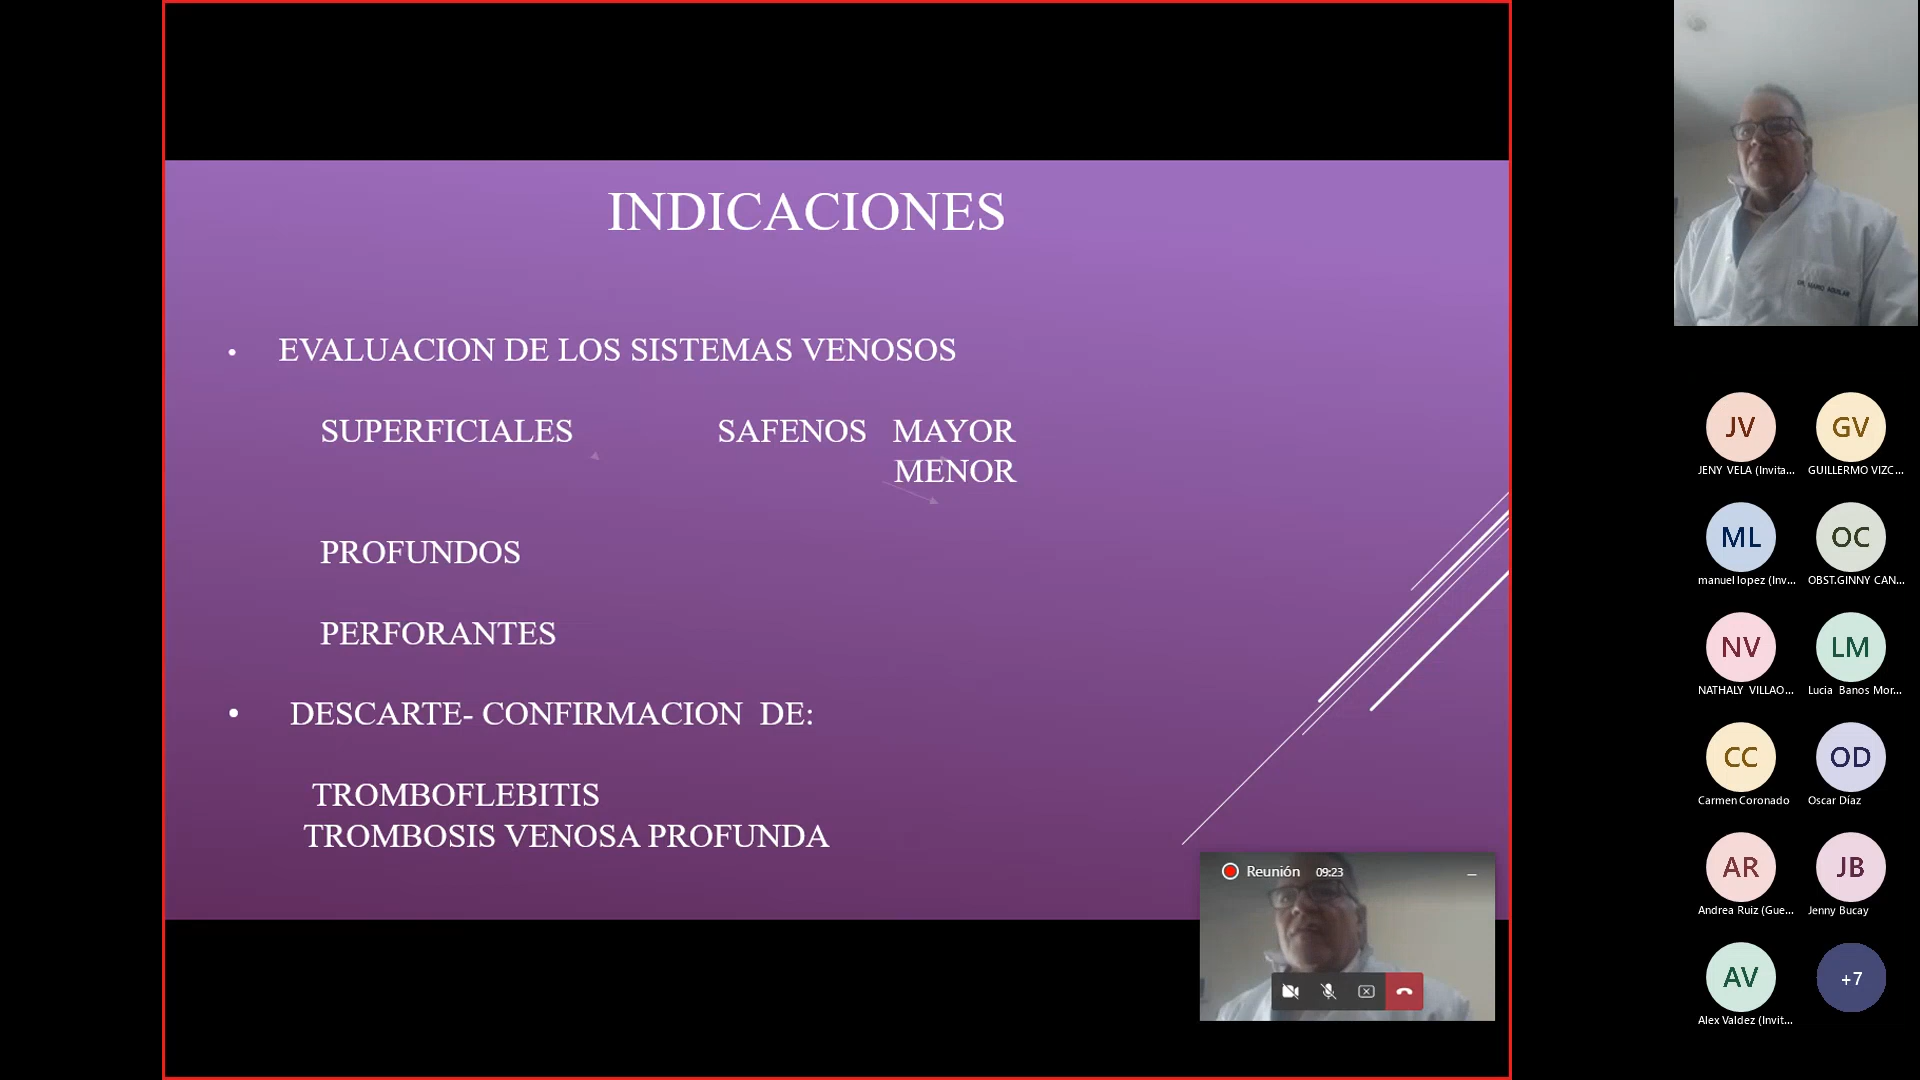 INDICACIONES
• EVALUACION DE LOS SISTEMAS VENOSOS
SUPERFICIALES SAFENOS MAYOR
MENOR
PROFUNDOS
PERFORANTES
• DESCARTE- CONFIRMACION DE:
TROMBOFLEBITIS
TROMBOSIS VENOSA PROFUNDA
Reunión 09:23
DR. MARIO AGUILAR
JV GV
JENY VELA (Invita... GUILLERMO VIZC...
ML OC
manuel lopez (Inv... OBST.GINNY CAN...
NV LM
NATHALY VILLAO... Lucia Banos Mor...
CC OD
Carmen Coronado Oscar Díaz
AR JB
Andrea Ruiz (Gue... Jenny Bucay
AV +7
Alex Valdez (Invit...